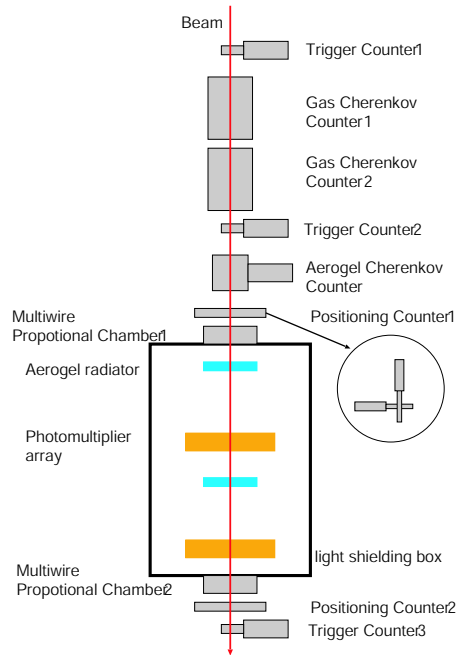 Beam
Trigger Counter1
Gas Cherenkov
Counter1
Gas Cherenkov
Counter2
Trigger Counter2
Aerogel Cherenkov
Counter
Multiwire
Propotional Chamber1
Positioning Counter1
Aerogel radiator
Photomultiplier
array
light shielding box
Multiwire
Propotional Chamber2
Positioning Counter2
Trigger Counter3